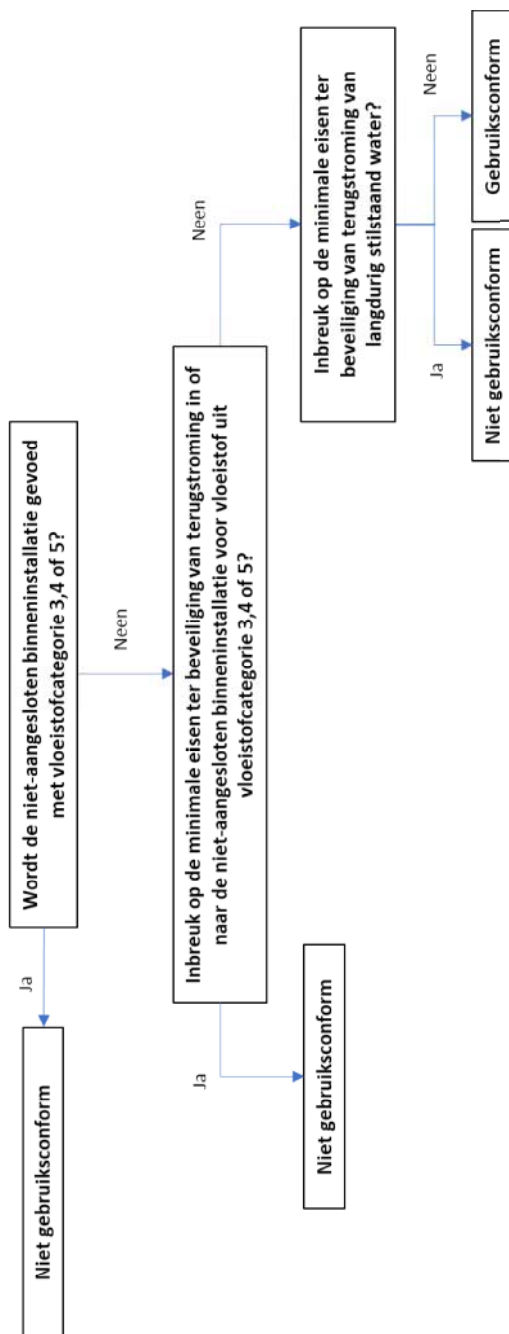 Wordt de niet-aangesloten binneninstallatie gevoed
met vloeistofcategorie 3,4 of 5?
Ja
Neen
Niet gebruiksconform
Inbreuk op de minimale eisen ter beveiliging van terugstroming in of
naar de niet-aangesloten binneninstallatie voor vloeistof uit
vloeistofcategorie 3,4 of 5?
Ja
Neen
Niet gebruiksconform
Inbreuk op de minimale eisen ter
beveiliging van terugstroming van
langdurig stilstaand water?
Ja
Neen
Niet gebruiksconform
Gebruiksconform